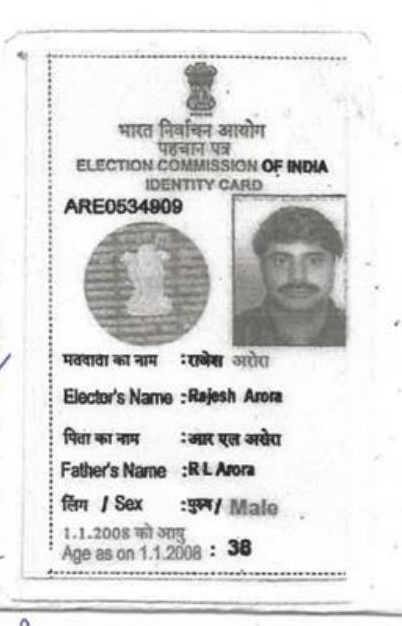 भारत निर्वाचन आयोग
पहचान पत्र
ELECTION COMMISSION OF INDIA
IDENTITY CARD
ARE0534909
मतदाता का नाम : राजेश अरोरा
Elector's Name : Rajesh Arora
पिता का नाम : आर एल अरोरा
Father's Name : R L Arora
लिंग / Sex : पुरुष / Male
1.1.2008 को आयु
Age as on 1.1.2008 : 38